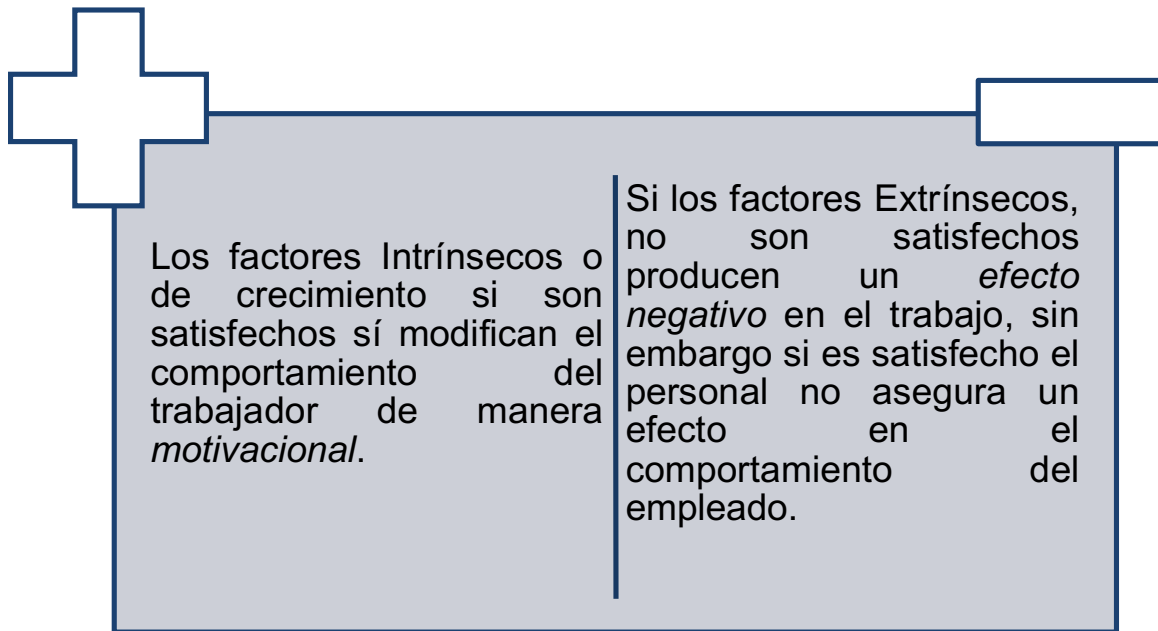 Los factores Intrínsecos o
de crecimiento si son
satisfechos sí modifican el
comportamiento del
trabajador de manera
motivacional.
Si los factores Extrínsecos,
no son satisfechos
producen un efecto
negativo en el trabajo, sin
embargo si es satisfecho el
personal no asegura un
efecto en el
comportamiento del
empleado.